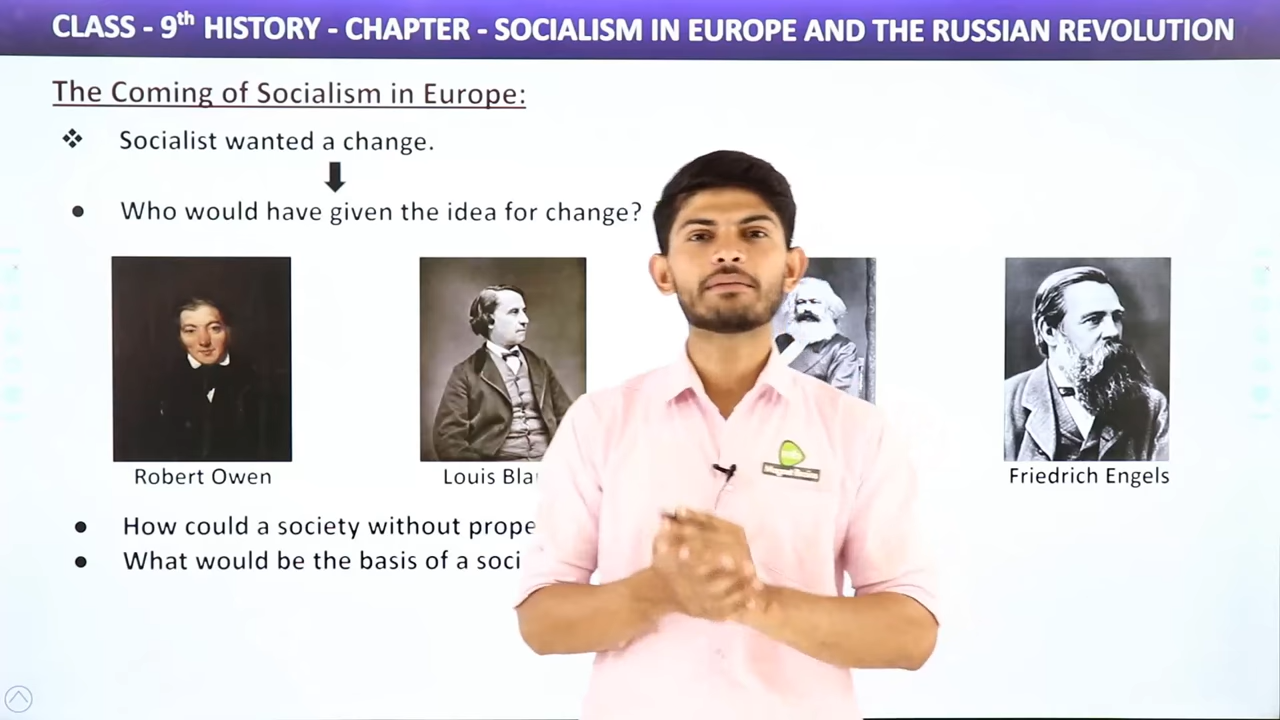 CLASS - 9th HISTORY - CHAPTER - SOCIALISM IN EUROPE AND THE RUSSIAN REVOLUTION
The Coming of Socialism in Europe:
❖ Socialist wanted a change.
• Who would have given the idea for change?
Robert Owen
Louis Bla
Friedrich Engels
• How could a society without prope
• What would be the basis of a soci